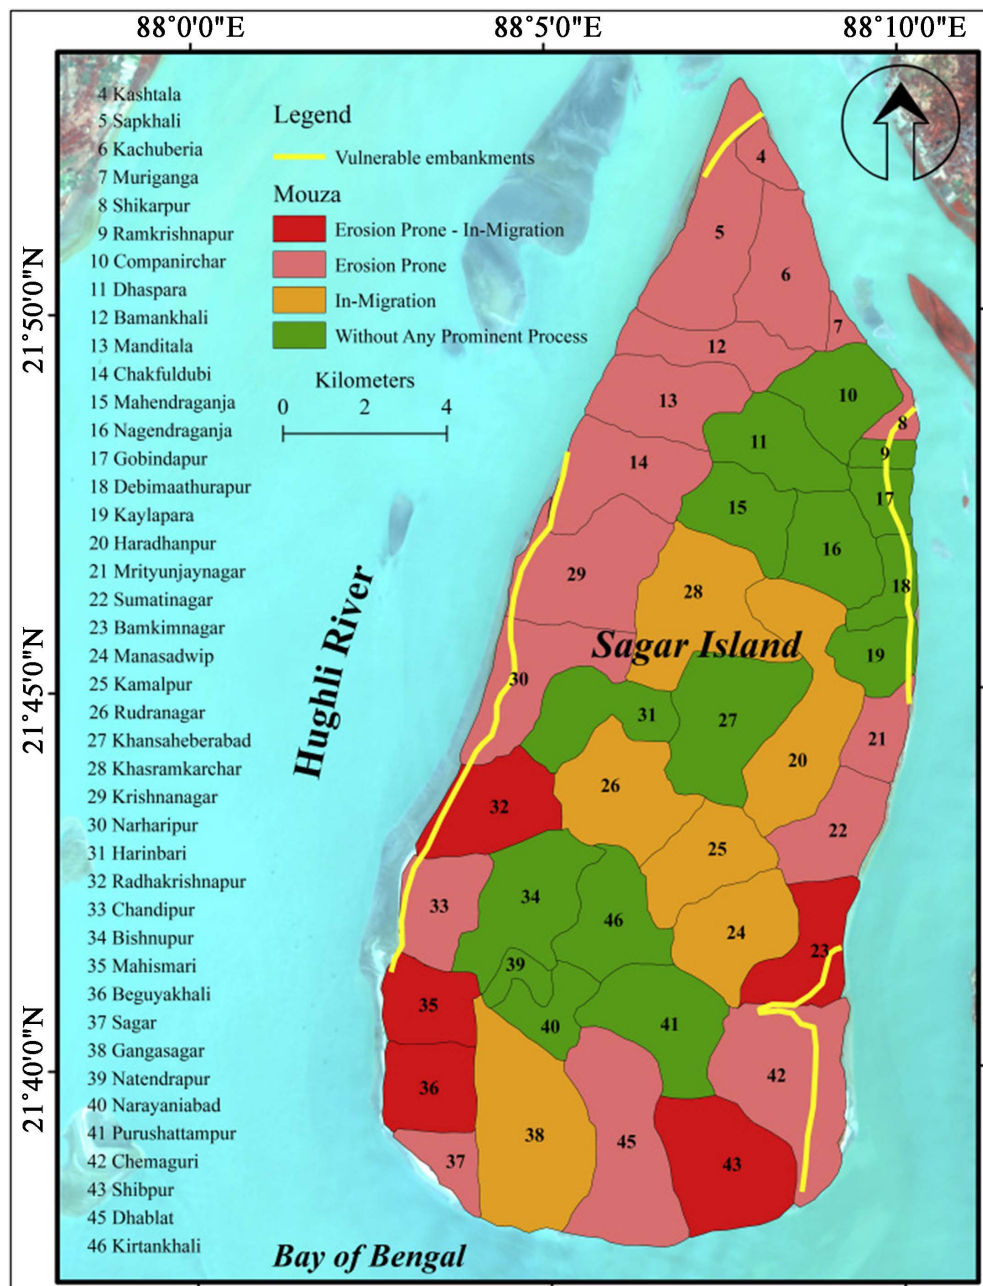 88°0'0"E 88°5'0"E 88°10'0"E
21°50'0"N
21°45'0"N
21°40'0"N
4 Kashtala
5 Sapkhali
6 Kachuberia
7 Muriganga
8 Shikarpur
9 Ramkrishnapur
10 Companirchar
11 Dhaspara
12 Bamankhali
13 Manditala
14 Chakfuldubi
15 Mahendraganja
16 Nagendraganja
17 Gobindapur
18 Debimaathurapur
19 Kaylapara
20 Haradhanpur
21 Mrityunjaynagar
22 Sumatinagar
23 Bamkimnagar
24 Manasadwip
25 Kamalpur
26 Rudranagar
27 Khansaheberabad
28 Khasramkarchar
29 Krishnanagar
30 Narharipur
31 Harinbari
32 Radhakrishnapur
33 Chandipur
34 Bishnupur
35 Mahismari
36 Beguyakhali
37 Sagar
38 Gangasagar
39 Natendrapur
40 Narayaniabad
41 Purushattampur
42 Chemaguri
43 Shibpur
45 Dhablat
46 Kirtankhali
Legend
Vulnerable embankments
Mouza
Erosion Prone - In-Migration
Erosion Prone
In-Migration
Without Any Prominent Process
Kilometers
0 2 4
Hughli River
Sagar Island
Bay of Bengal
4
5
6
7
12
10
13
8
11
9
14
17
15
16
29
18
28
19
30
31
27
21
20
26
32
22
25
34
33
46
24
23
39
35
40
41
42
36
38
45
37
43